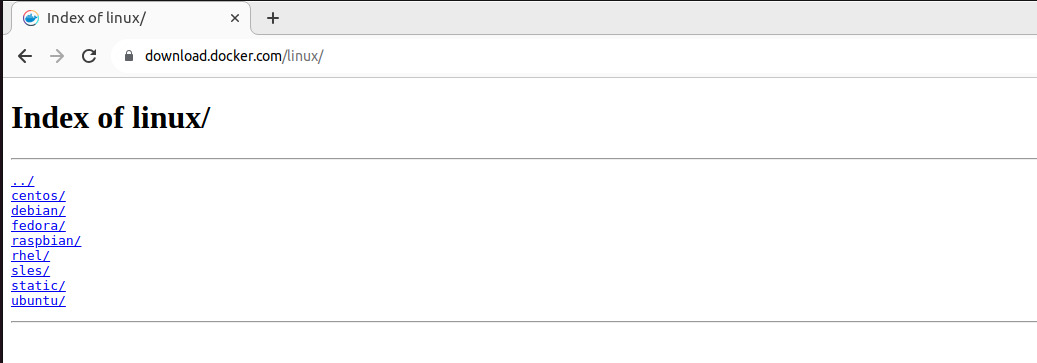 Index of linux/
download.docker.com/linux/
Index of linux/
../
centos/
debian/
fedora/
raspbian/
rhel/
sles/
static/
ubuntu/